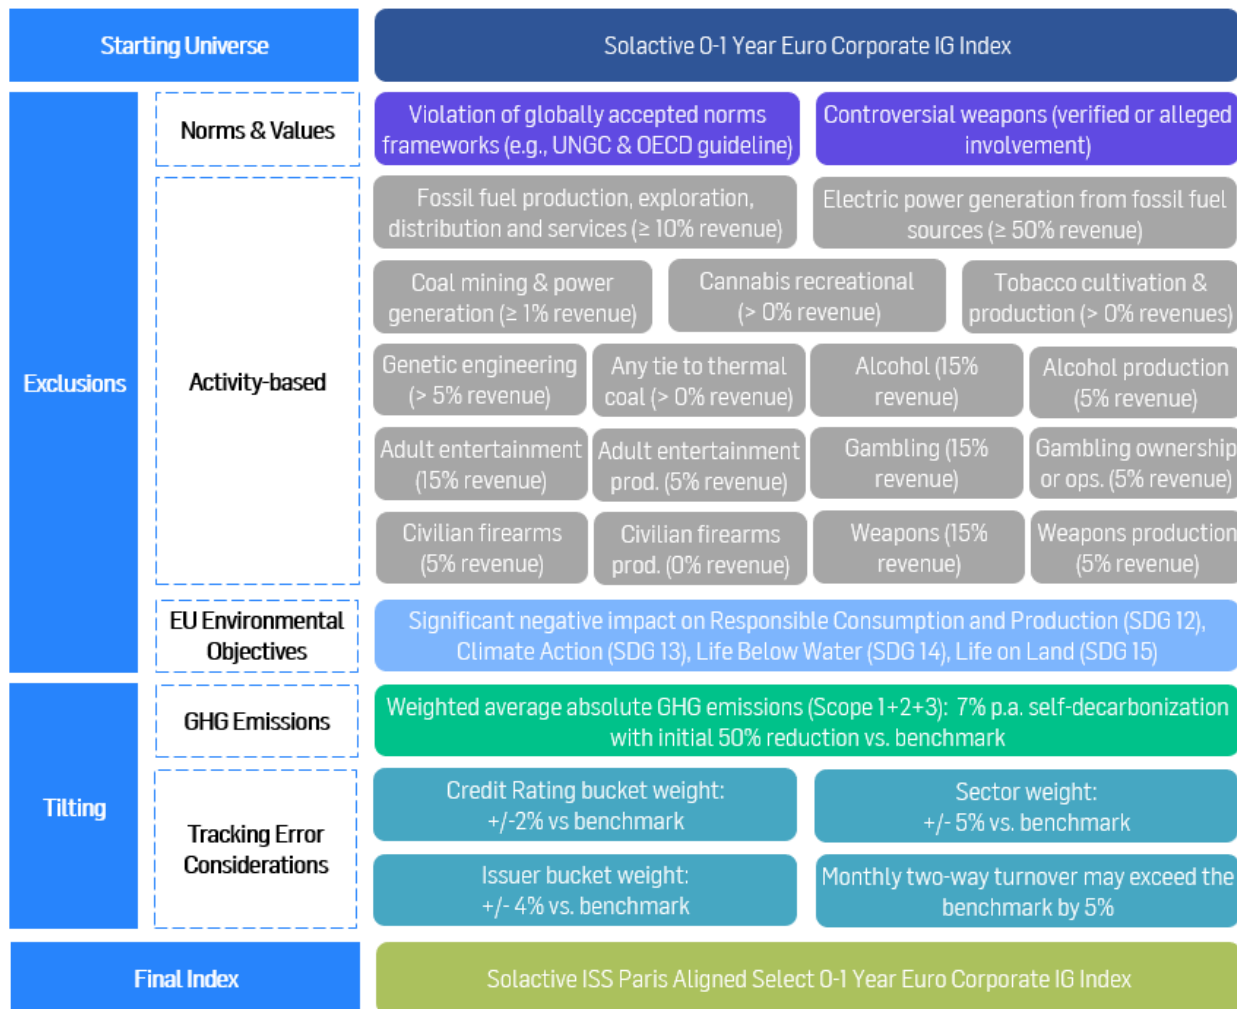 Starting Universe
Solactive 0-1 Year Euro Corporate IG Index
Exclusions
Norms & Values
Violation of globally accepted norms
frameworks (e.g., UNGC & OECD guideline)
Controversial weapons (verified or alleged
involvement)
Activity-based
Fossil fuel production, exploration,
distribution and services (≥ 10% revenue)
Electric power generation from fossil fuel
sources (≥ 50% revenue)
Coal mining & power
generation (≥ 1% revenue)
Cannabis recreational
(> 0% revenue)
Tobacco cultivation &
production (> 0% revenues)
Genetic engineering
(> 5% revenue)
Any tie to thermal
coal (> 0% revenue)
Alcohol (15%
revenue)
Alcohol production
(5% revenue)
Adult entertainment
(15% revenue)
Adult entertainment
prod. (5% revenue)
Gambling (15%
revenue)
Gambling ownership
or ops. (5% revenue)
Civilian firearms
(5% revenue)
Civilian firearms
prod. (0% revenue)
Weapons (15%
revenue)
Weapons production
(5% revenue)
EU Environmental
Objectives
Significant negative impact on Responsible Consumption and Production (SDG 12),
Climate Action (SDG 13), Life Below Water (SDG 14), Life on Land (SDG 15)
Tilting
GHG Emissions
Weighted average absolute GHG emissions (Scope 1+2+3): 7% p.a. self-decarbonization
with initial 50% reduction vs. benchmark
Tracking Error
Considerations
Credit Rating bucket weight:
+/-2% vs benchmark
Sector weight:
+/- 5% vs. benchmark
Issuer bucket weight:
+/- 4% vs. benchmark
Monthly two-way turnover may exceed the
benchmark by 5%
Final Index
Solactive ISS Paris Aligned Select 0-1 Year Euro Corporate IG Index